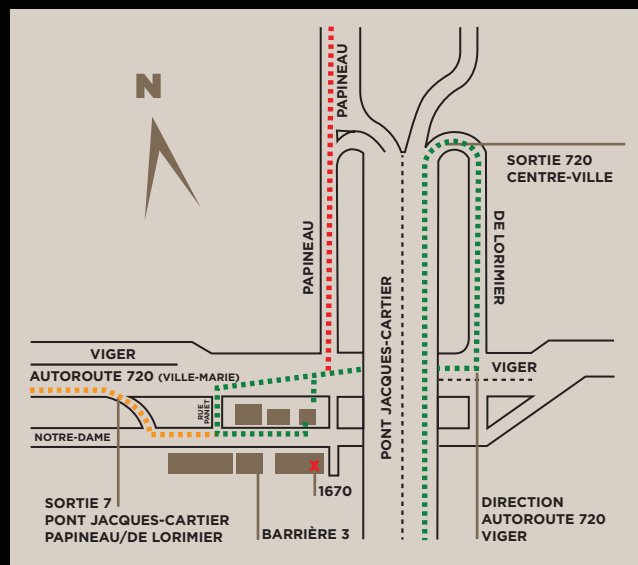 N
PAPINEAU
SORTIE 720
CENTRE-VILLE
PAPINEAU
DE LORIMIER
PONT JACQUES-CARTIER
VIGER
VIGER
AUTOROUTE 720 (VILLE-MARIE)
RUE
PANET
NOTRE-DAME
X
1670
SORTIE 7
PONT JACQUES-CARTIER
PAPINEAU/DE LORIMIER
BARRIÈRE 3
DIRECTION
AUTOROUTE 720
VIGER